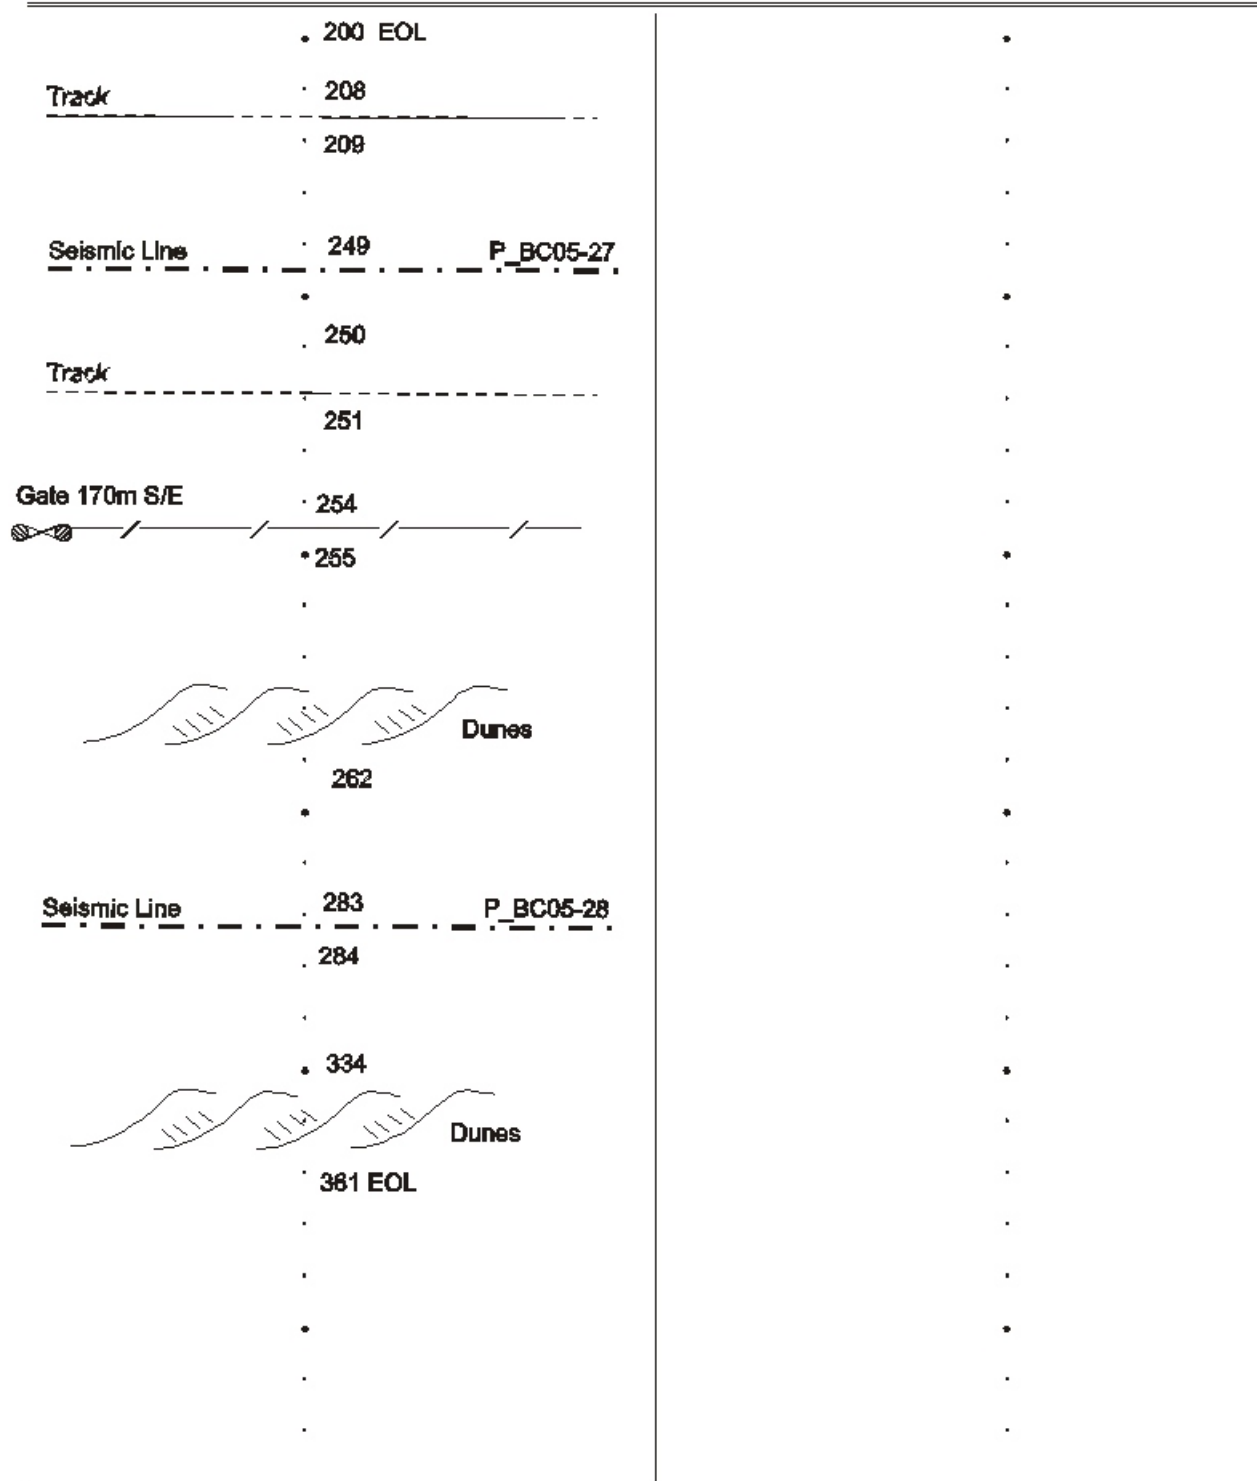 200 EOL
Track
208
209
Seismic Line 249 P_BC05-27
250
Track
251
Gate 170m S/E
254
255
Dunes
262
Seismic Line 283 P_BC05-28
284
334
Dunes
361 EOL